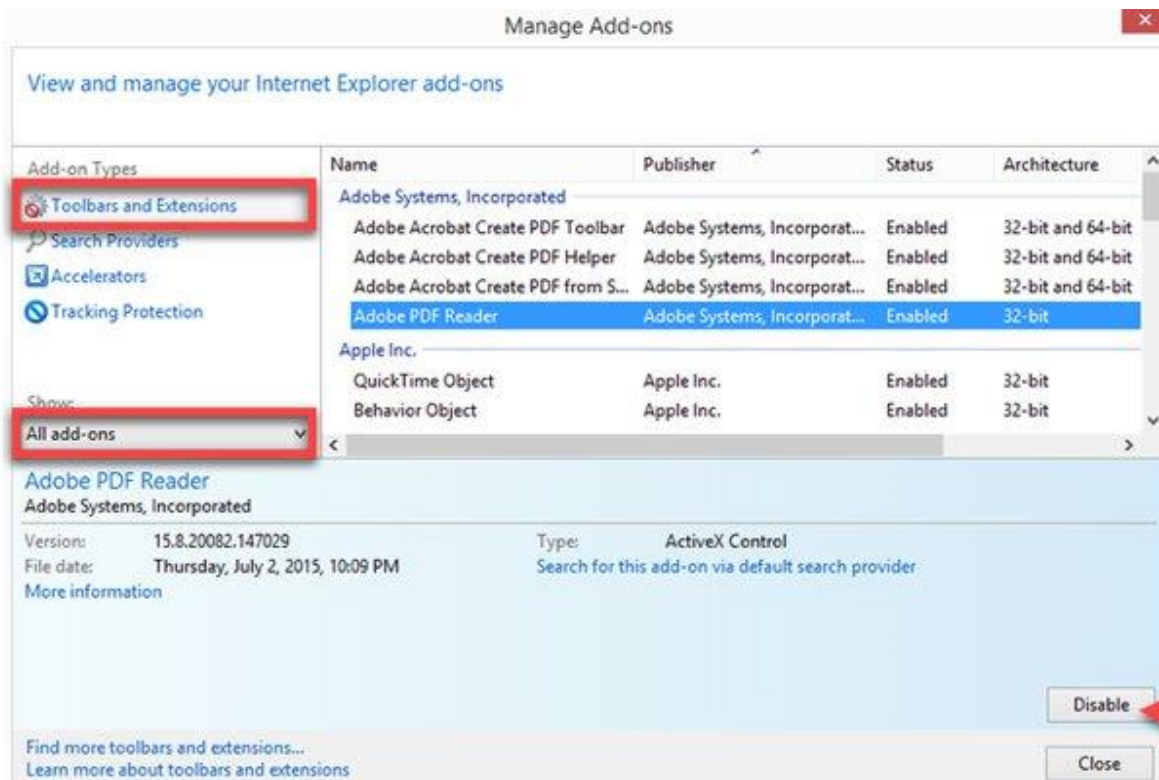 Manage Add-ons
View and manage your Internet Explorer add-ons
Add-on Types
Toolbars and Extensions
Search Providers
Accelerators
Tracking Protection
Show:
All add-ons
Name Publisher Status Architecture
Adobe Systems, Incorporated
Adobe Acrobat Create PDF Toolbar Adobe Systems, Incorporat... Enabled 32-bit and 64-bit
Adobe Acrobat Create PDF Helper Adobe Systems, Incorporat... Enabled 32-bit and 64-bit
Adobe Acrobat Create PDF from S... Adobe Systems, Incorporat... Enabled 32-bit and 64-bit
Adobe PDF Reader Adobe Systems, Incorporat... Enabled 32-bit
Apple Inc.
QuickTime Object Apple Inc. Enabled 32-bit
Behavior Object Apple Inc. Enabled 32-bit
Adobe PDF Reader
Adobe Systems, Incorporated
Version: 15.8.20082.147029 Type: ActiveX Control
File date: Thursday, July 2, 2015, 10:09 PM Search for this add-on via default search provider
More information
Disable
Find more toolbars and extensions...
Learn more about toolbars and extensions
Close